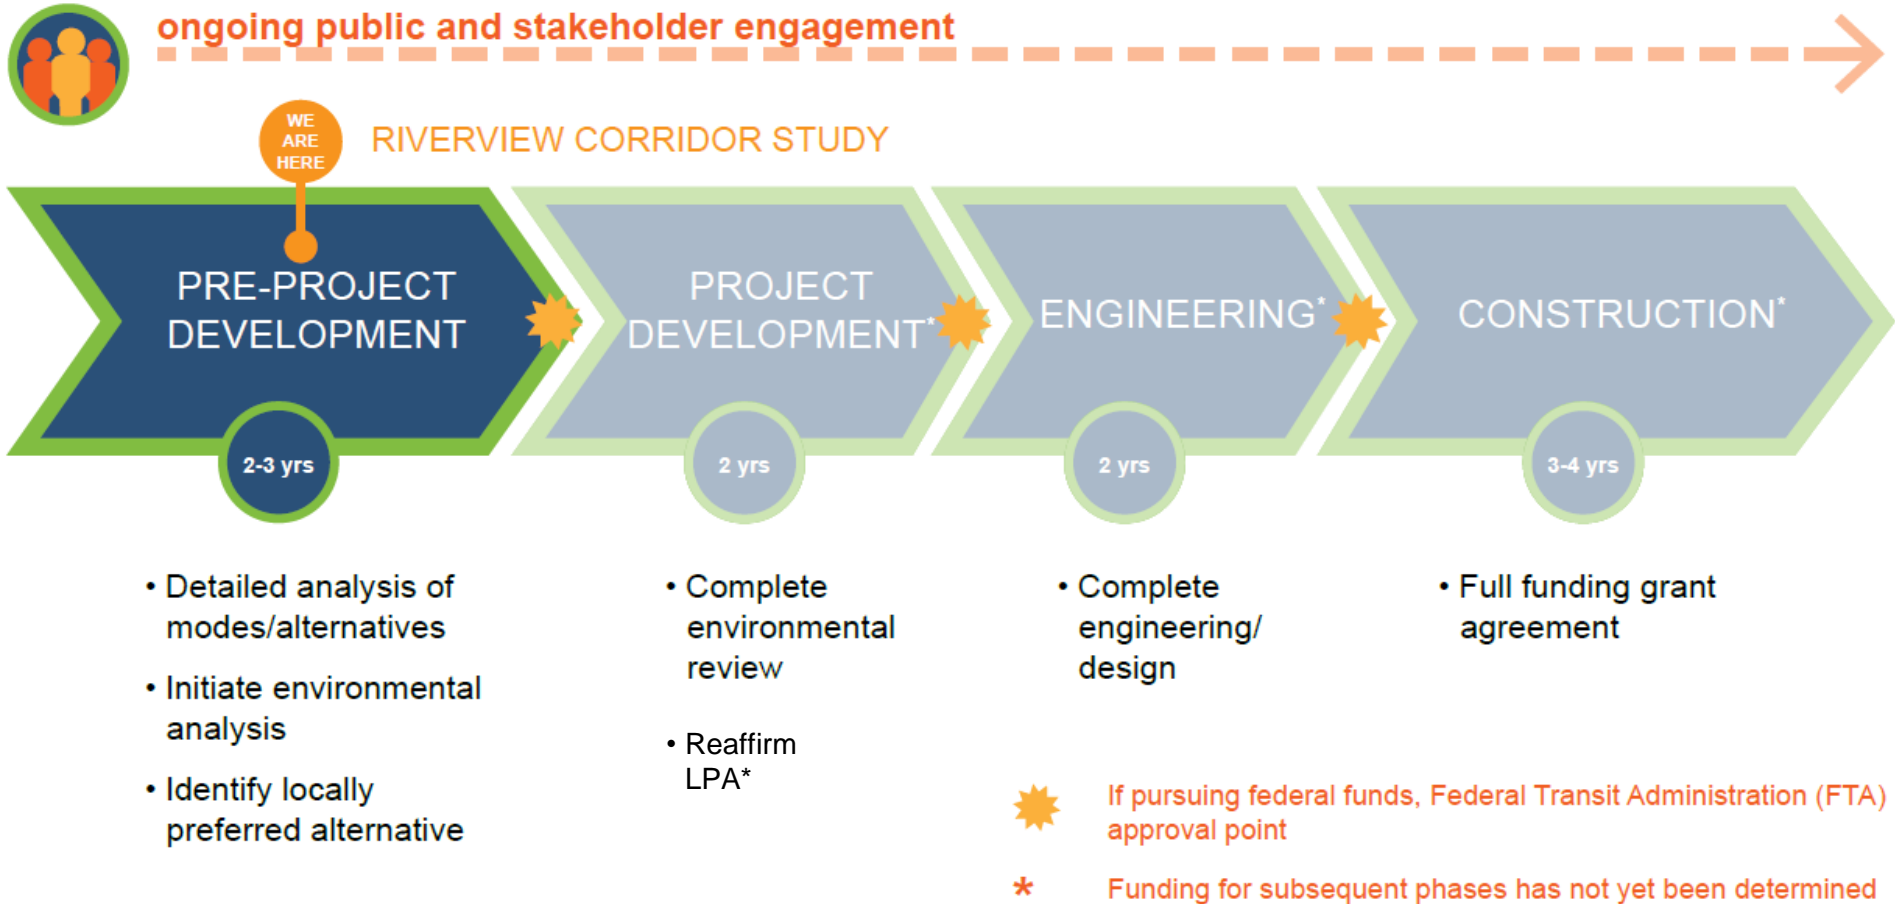 ongoing public and stakeholder engagement
WE
ARE
HERE
RIVERVIEW CORRIDOR STUDY
PRE-PROJECT
DEVELOPMENT
2-3 yrs
• Detailed analysis of
modes/alternatives
• Initiate environmental
analysis
• Identify locally
preferred alternative
PROJECT
DEVELOPMENT*
2 yrs
• Complete
environmental
review
• Reaffirm
LPA*
ENGINEERING*
2 yrs
• Complete
engineering/
design
CONSTRUCTION*
3-4 yrs
• Full funding grant
agreement
If pursuing federal funds, Federal Transit Administration (FTA)
approval point
* Funding for subsequent phases has not yet been determined